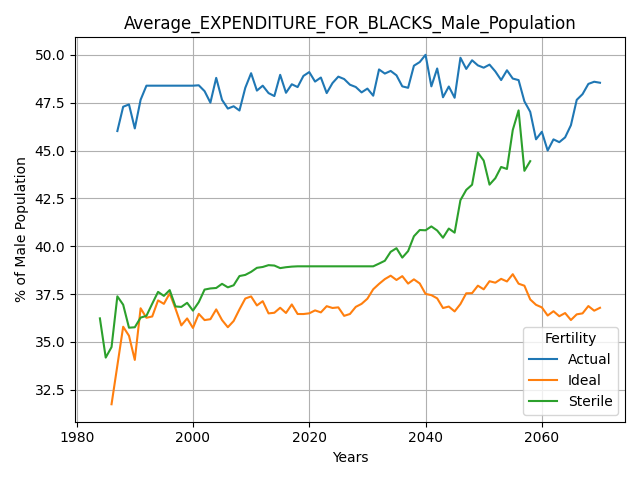 Average_EXPENDITURE_FOR_BLACKS_Male_Population
% of Male Population
50.0
47.5
45.0
42.5
40.0
37.5
35.0
32.5
Fertility
Actual
Ideal
Sterile
1980
2000
2020
2040
2060
Years